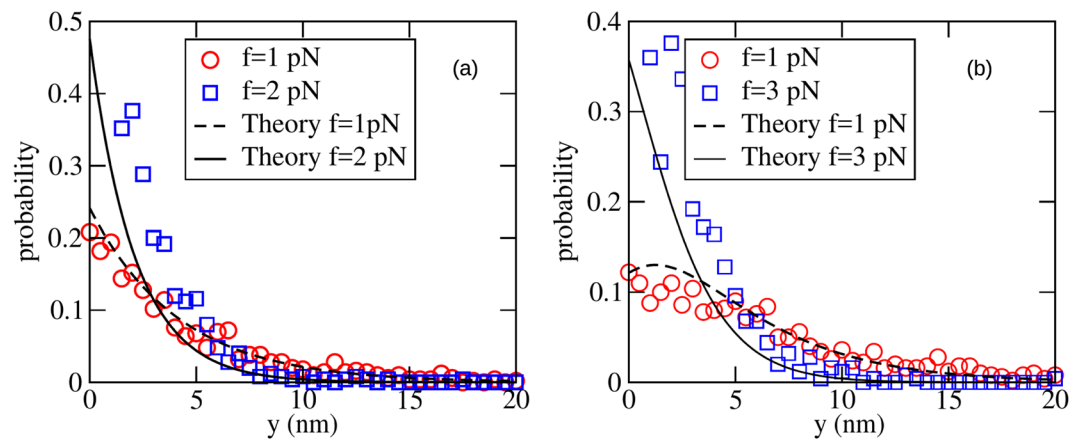 0.5
0.4
0.3
0.2
0.1
0
probability
f=1 pN
f=2 pN
Theory f=1pN
Theory f=2 pN
(a)
0 5 10 15 20
y (nm)
0.4
0.3
0.2
0.1
0
probability
f=1 pN
f=3 pN
Theory f=1 pN
Theory f=3 pN
(b)
0 5 10 15 20
y (nm)